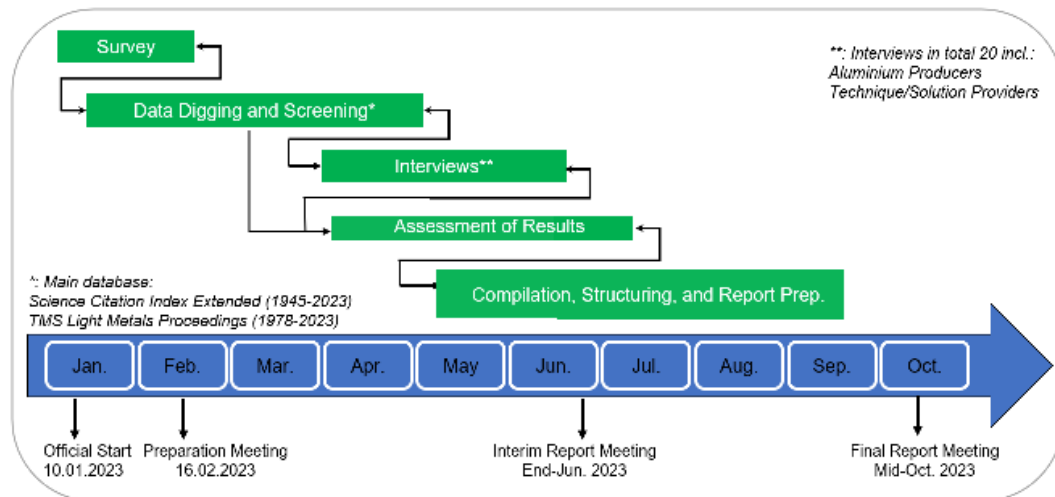 Survey
**: Interviews in total 20 incl.:
Aluminium Producers
Technique/Solution Providers
Data Digging and Screening*
Interviews**
Assessment of Results
*: Main database:
Science Citation Index Extended (1945-2023)
TMS Light Metals Proceedings (1978-2023)
Compilation, Structuring, and Report Prep.
Jan. Feb. Mar. Apr. May Jun. Jul. Aug. Sep. Oct.
Official Start
10.01.2023
Preparation Meeting
16.02.2023
Interim Report Meeting
End-Jun. 2023
Final Report Meeting
Mid-Oct. 2023